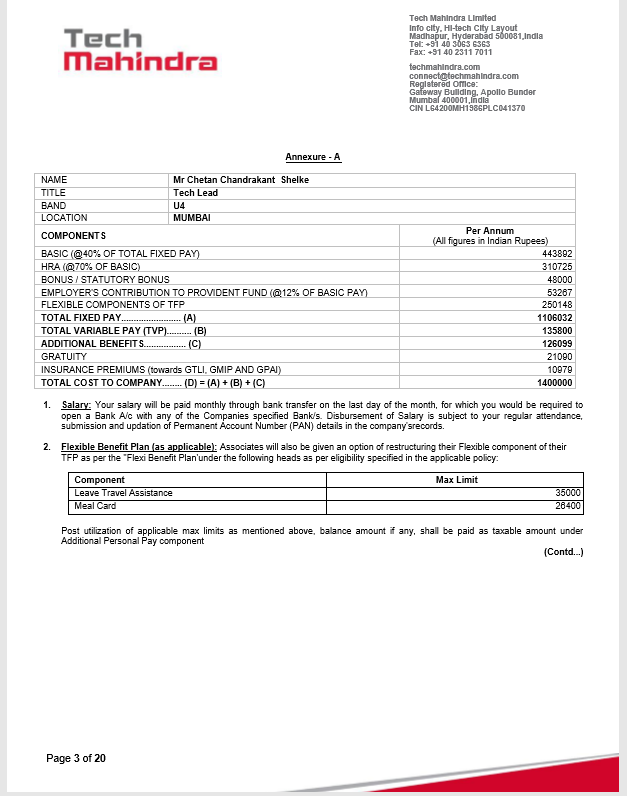 Tech
Mahindra
Tech Mahindra Limited
Info city, Hi-tech City Layout
Madhapur, Hyderabad 500081,India
Tel: +91 40 3063 6363
Fax: +91 40 2311 7011
techmahindra.com
connect@techmahindra.com
Registered Office:
Gateway Building, Apollo Bunder
Mumbai 400001,India
CIN L64200MH1986PLC041370
Annexure - A
NAME Mr Chetan Chandrakant Shelke
TITLE Tech Lead
BAND U4
LOCATION MUMBAI
COMPONENTS Per Annum
(All figures in Indian Rupees)
BASIC (@40% OF TOTAL FIXED PAY) 443892
HRA (@70% OF BASIC) 310725
BONUS / STATUTORY BONUS 48000
EMPLOYER'S CONTRIBUTION TO PROVIDENT FUND (@12% OF BASIC PAY) 53267
FLEXIBLE COMPONENTS OF TFP 250148
TOTAL FIXED PAY...................... (A) 1106032
TOTAL VARIABLE PAY (TVP).......... (B) 135800
ADDITIONAL BENEFITS................ (C) 126099
GRATUITY 21090
INSURANCE PREMIUMS (towards GTLI, GMIP and GPAI) 10979
TOTAL COST TO COMPANY....... (D) = (A) + (B) + (C) 1400000
1. Salary: Your salary will be paid monthly through bank transfer on the last day of the month, for which you would be required to
open a Bank A/c with any of the Companies specified Bank/s. Disbursement of Salary is subject to your regular attendance,
submission and updation of Permanent Account Number (PAN) details in the company'srecords.
2. Flexible Benefit Plan (as applicable): Associates will also be given an option of restructuring their Flexible component of their
TFP as per the "Flexi Benefit Plan'under the following heads as per eligibility specified in the applicable policy:
Component Max Limit
Leave Travel Assistance 35000
Meal Card 26400
Post utilization of applicable max limits as mentioned above, balance amount if any, shall be paid as taxable amount under
Additional Personal Pay component
(Contd...)
Page 3 of 20